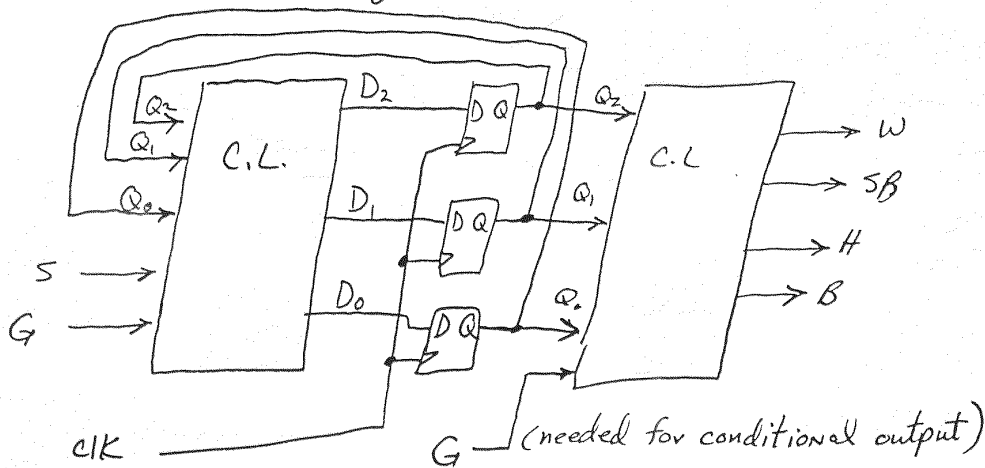 D2
D Q
Q2
W
Q2
Q1
C.L.
C.L
SB
D1
D Q
Q1
Q0
H
S
D0
D Q
Q0
B
G
clk
G (needed for conditional output)